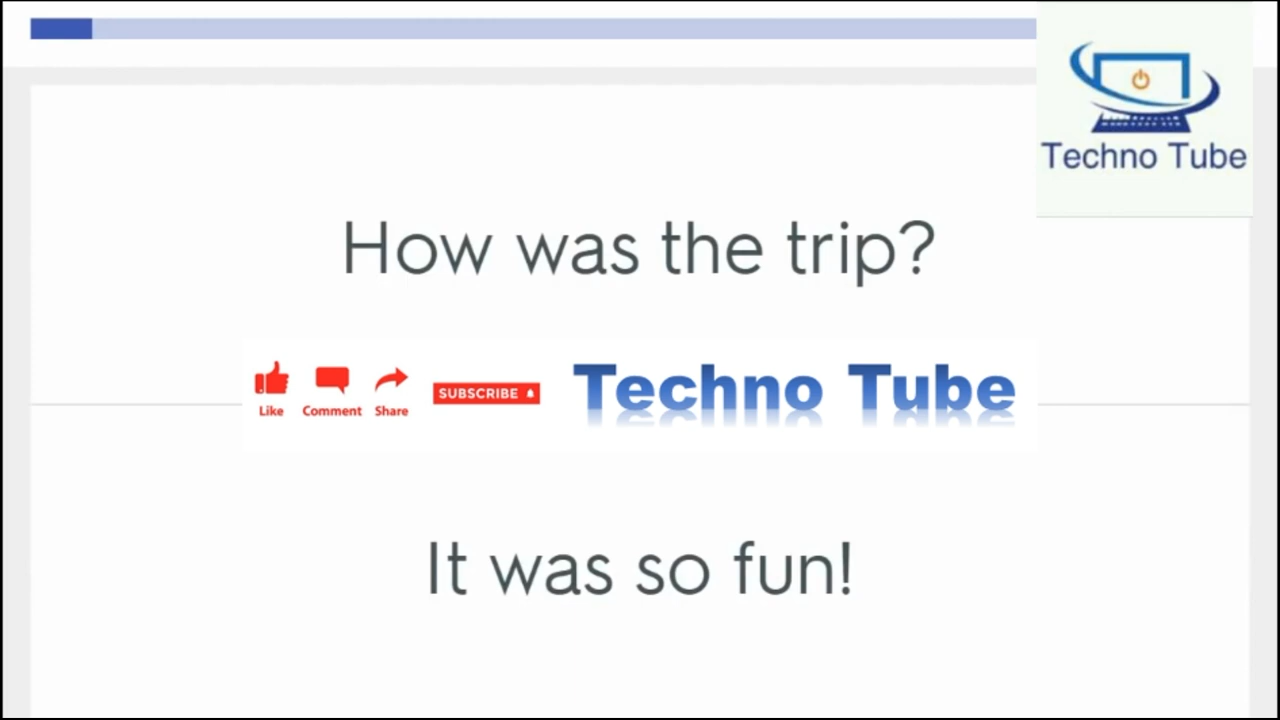 Techno Tube
How was the trip?
Like Comment Share SUBSCRIBE Techno Tube
It was so fun!